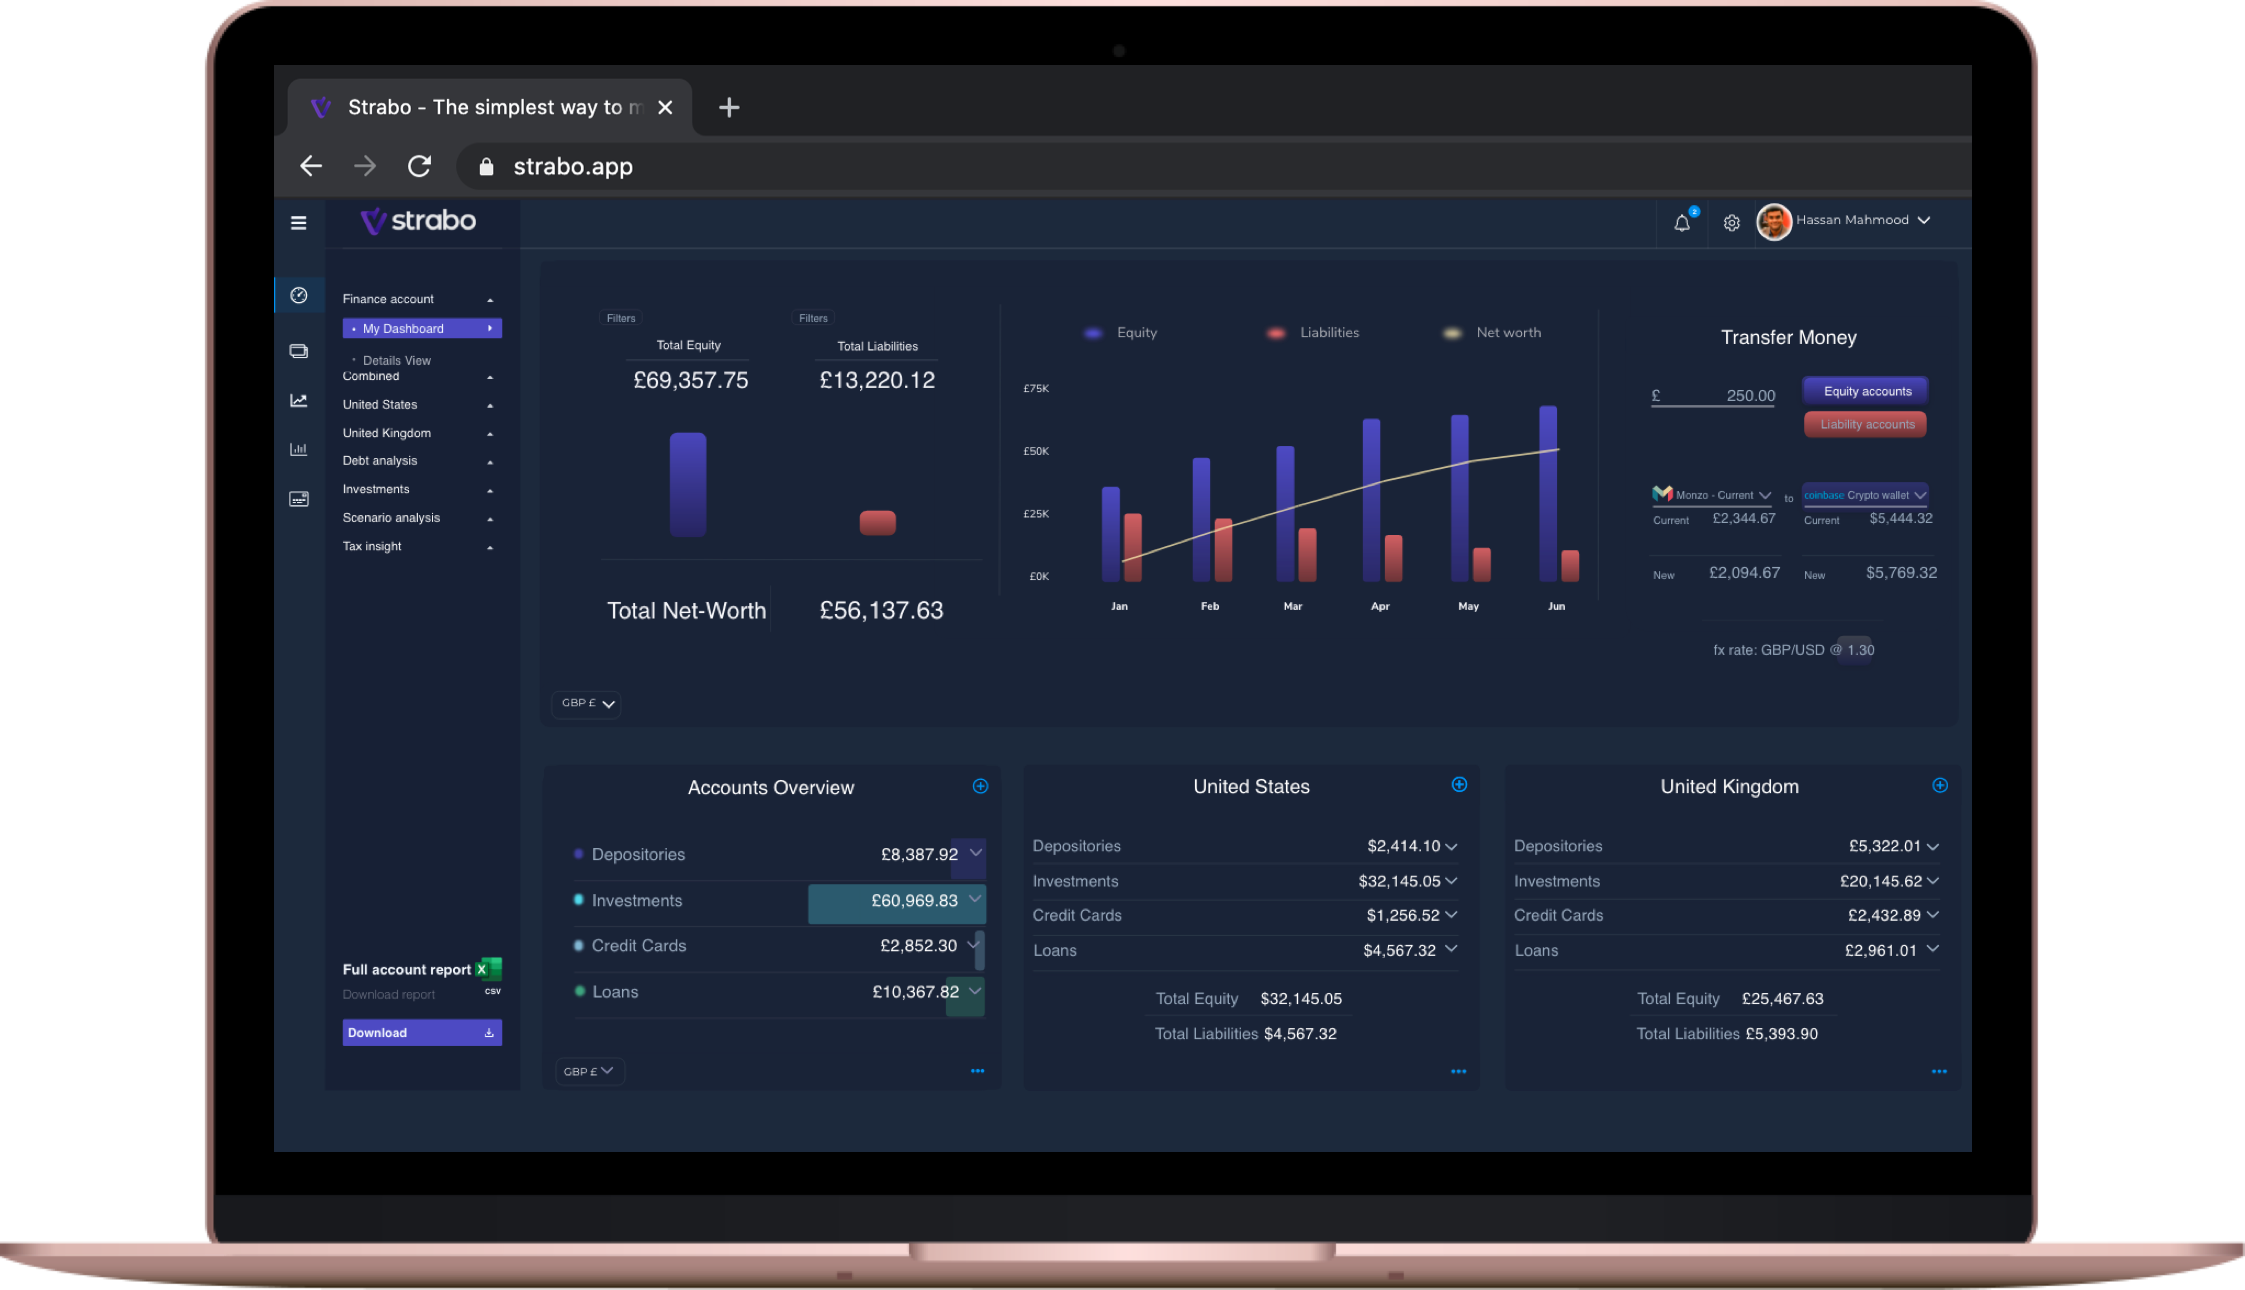 Strabo - The simplest way to m
strabo.app
strabo
2
Hassan Mahmood
Finance account
My Dashboard
Details View
Combined
United States
United Kingdom
Debt analysis
Investments
Scenario analysis
Tax insight
Full account report
CSV
Download report
Download
Filters
Filters
Total Equity
Total Liabilities
£69,357.75
£13,220.12
Total Net-Worth £56,137.63
GBP £
Equity Liabilities Net worth
£75K
£50K
£25K
£0K
Jan Feb Mar Apr May Jun
Transfer Money
£ 250.00
Equity accounts
Liability accounts
Monzo - Current to coinbase Crypto wallet
Current £2,344.67 Current $5,444.32
New £2,094.67 New $5,769.32
fx rate: GBP/USD @ 1.30
Accounts Overview
Depositories £8,387.92
Investments £60,969.83
Credit Cards £2,852.30
Loans £10,367.82
GBP £
United States
Depositories $2,414.10
Investments $32,145.05
Credit Cards $1,256.52
Loans $4,567.32
Total Equity $32,145.05
Total Liabilities $4,567.32
United Kingdom
Depositories £5,322.01
Investments £20,145.62
Credit Cards £2,432.89
Loans £2,961.01
Total Equity £25,467.63
Total Liabilities £5,393.90